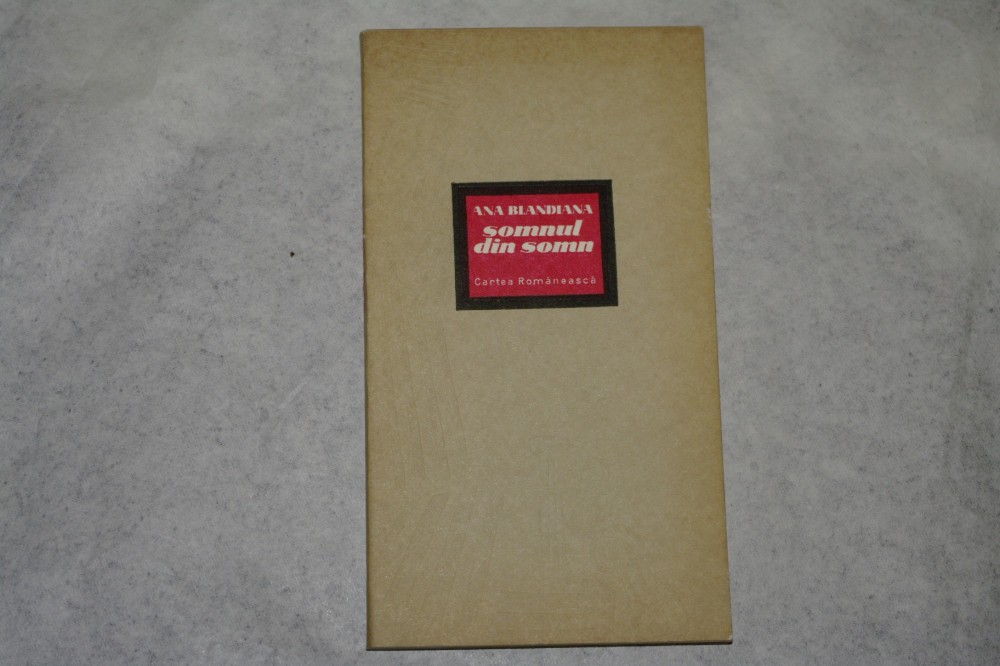 ANA BLANDIANA
somnul
din somn
Cartea Românească